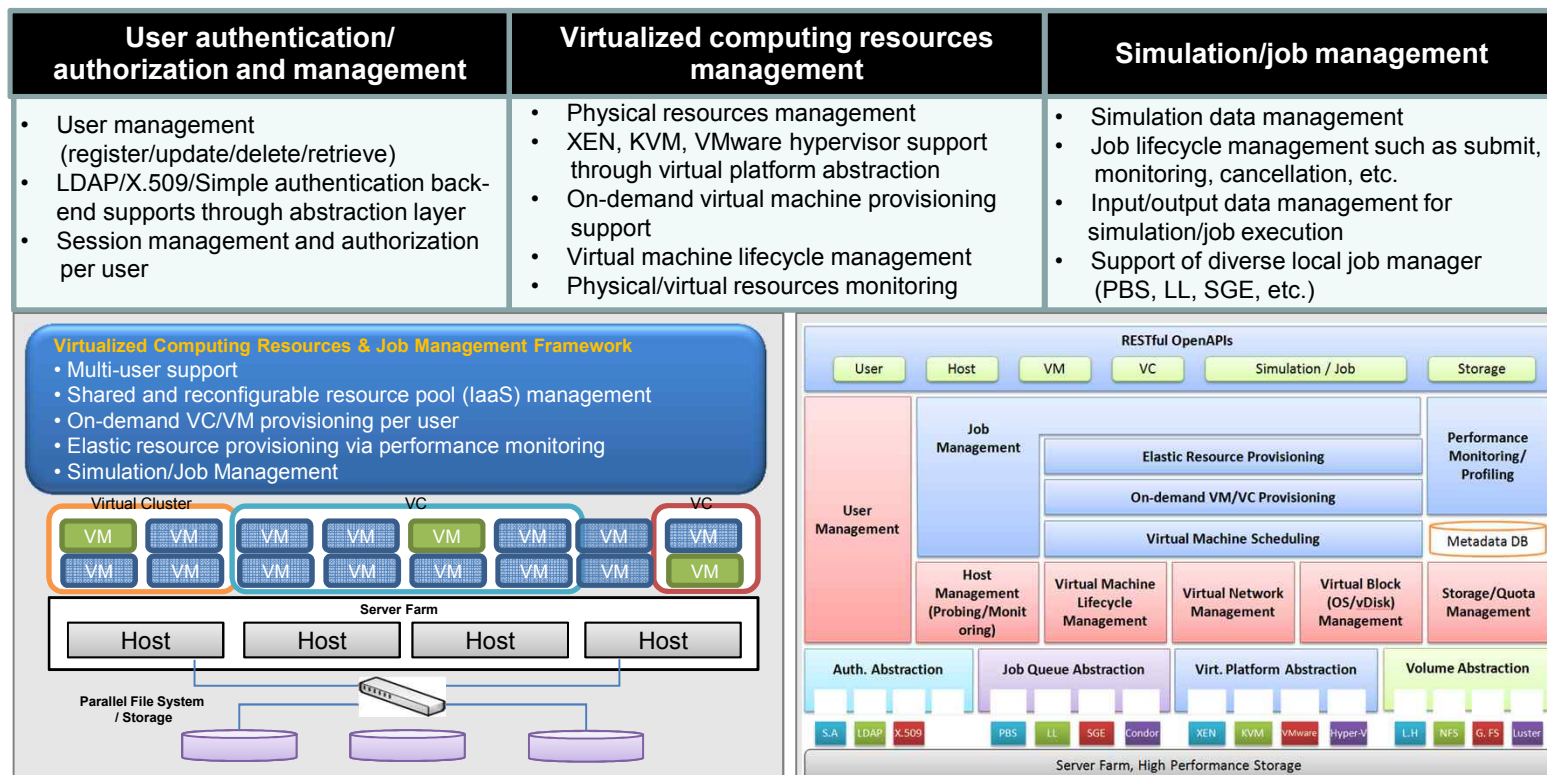 User authentication/
authorization and management
Virtualized computing resources
management
Simulation/job management
• User management
(register/update/delete/retrieve)
• LDAP/X.509/Simple authentication back-
end supports through abstraction layer
• Session management and authorization
per user
• Physical resources management
• XEN, KVM, VMware hypervisor support
through virtual platform abstraction
• On-demand virtual machine provisioning
support
• Virtual machine lifecycle management
• Physical/virtual resources monitoring
• Simulation data management
• Job lifecycle management such as submit,
monitoring, cancellation, etc.
• Input/output data management for
simulation/job execution
• Support of diverse local job manager
(PBS, LL, SGE, etc.)
Virtualized Computing Resources & Job Management Framework
• Multi-user support
• Shared and reconfigurable resource pool (IaaS) management
• On-demand VC/VM provisioning per user
• Elastic resource provisioning via performance monitoring
• Simulation/Job Management
Virtual Cluster VC VC
VM VM VM VM VM VM VM VM
VM VM VM VM VM VM VM VM
Server Farm
Host Host Host Host
Parallel File System
/ Storage
RESTful OpenAPIs
User Host VM VC Simulation / Job Storage
User
Management
Job
Management
Elastic Resource Provisioning
On-demand VM/VC Provisioning
Virtual Machine Scheduling
Performance
Monitoring/
Profiling
Metadata DB
Host
Management
(Probing/Monit
oring)
Virtual Machine
Lifecycle
Management
Virtual Network
Management
Virtual Block
(OS/vDisk)
Management
Storage/Quota
Management
Auth. Abstraction Job Queue Abstraction Virt. Platform Abstraction Volume Abstraction
S.A LDAP X.509 PBS LL SGE Condor XEN KVM VMware Hyper-V L.H NFS G. FS Luster
Server Farm, High Performance Storage